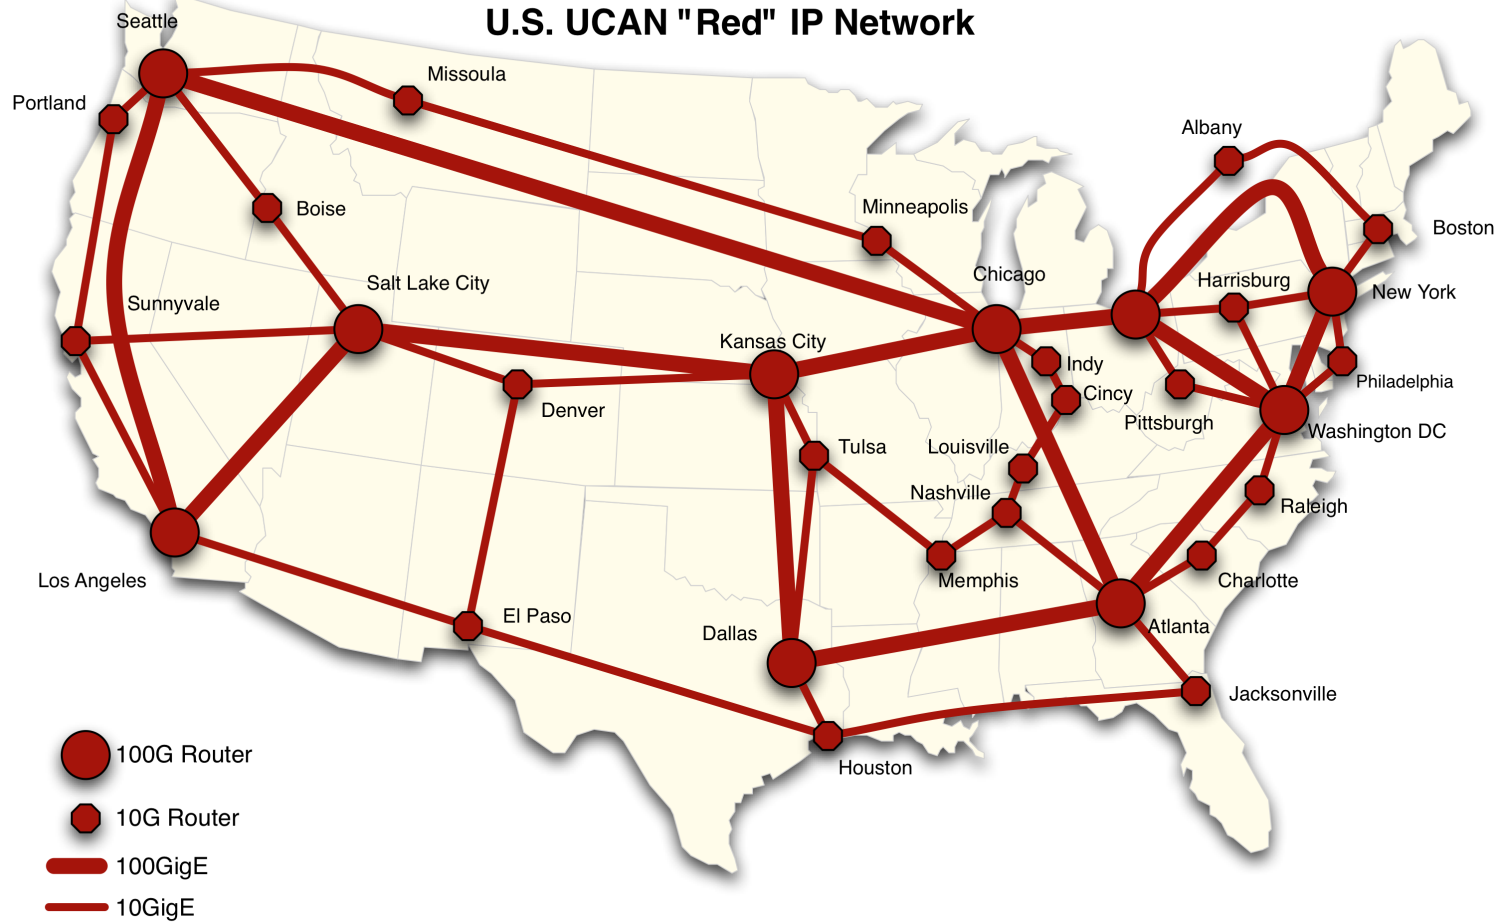 U.S. UCAN "Red" IP Network
Seattle
Missoula
Portland
Albany
Boise
Minneapolis
Boston
Chicago
Salt Lake City
Harrisburg
New York
Sunnyvale
Kansas City
Indy
Philadelphia
Cincy
Denver
Pittsburgh
Washington DC
Tulsa
Louisville
Nashville
Raleigh
Memphis
Charlotte
Los Angeles
El Paso
Dallas
Atlanta
Jacksonville
Houston
100G Router
10G Router
100GigE
10GigE